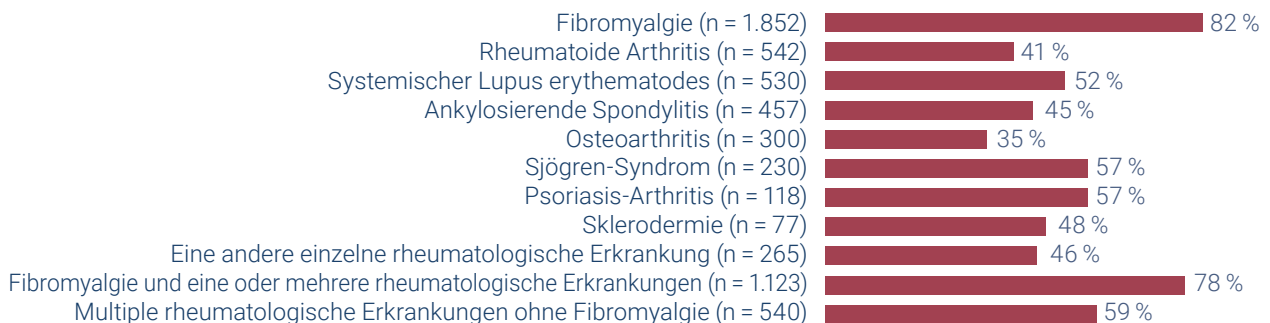 Fibromyalgie (n = 1.852) 82 %
Rheumatoide Arthritis (n = 542) 41 %
Systemischer Lupus erythematodes (n = 530) 52 %
Ankylosierende Spondylitis (n = 457) 45 %
Osteoarthritis (n = 300) 35 %
Sjögren-Syndrom (n = 230) 57 %
Psoriasis-Arthritis (n = 118) 57 %
Sklerodermie (n = 77) 48 %
Eine andere einzelne rheumatologische Erkrankung (n = 265) 46 %
Fibromyalgie und eine oder mehrere rheumatologische Erkrankungen (n = 1.123) 78 %
Multiple rheumatologische Erkrankungen ohne Fibromyalgie (n = 540) 59 %